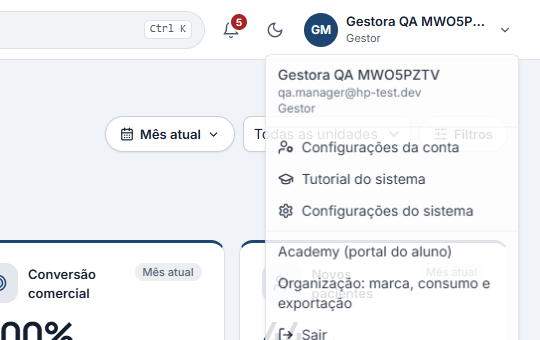 Ctrl K
5
GM
Gestora QA MWO5P...
Gestor
Gestora QA MWO5PZTV
qa.manager@hp-test.dev
Gestor
Mês atual
Todas as unidades
Filtros
Configurações da conta
Tutorial do sistema
Configurações do sistema
Academy (portal do aluno)
Organização: marca, consumo e
exportação
Sair
Conversão
comercial
Mês atual
Novos
pacientes
Mês atual